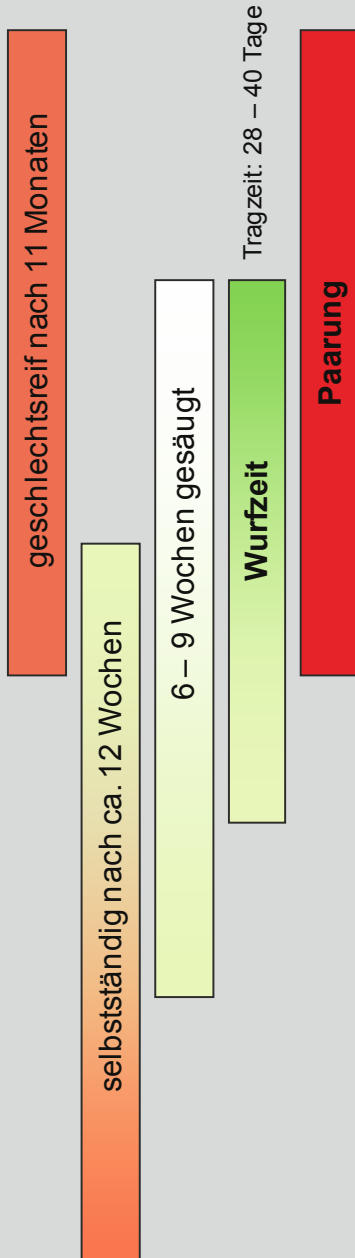 geschlechtsreif nach 11 Monaten
selbstständig nach ca. 12 Wochen
6 – 9 Wochen gesäugt
Wurfzeit
Tragzeit: 28 – 40 Tage
Paarung